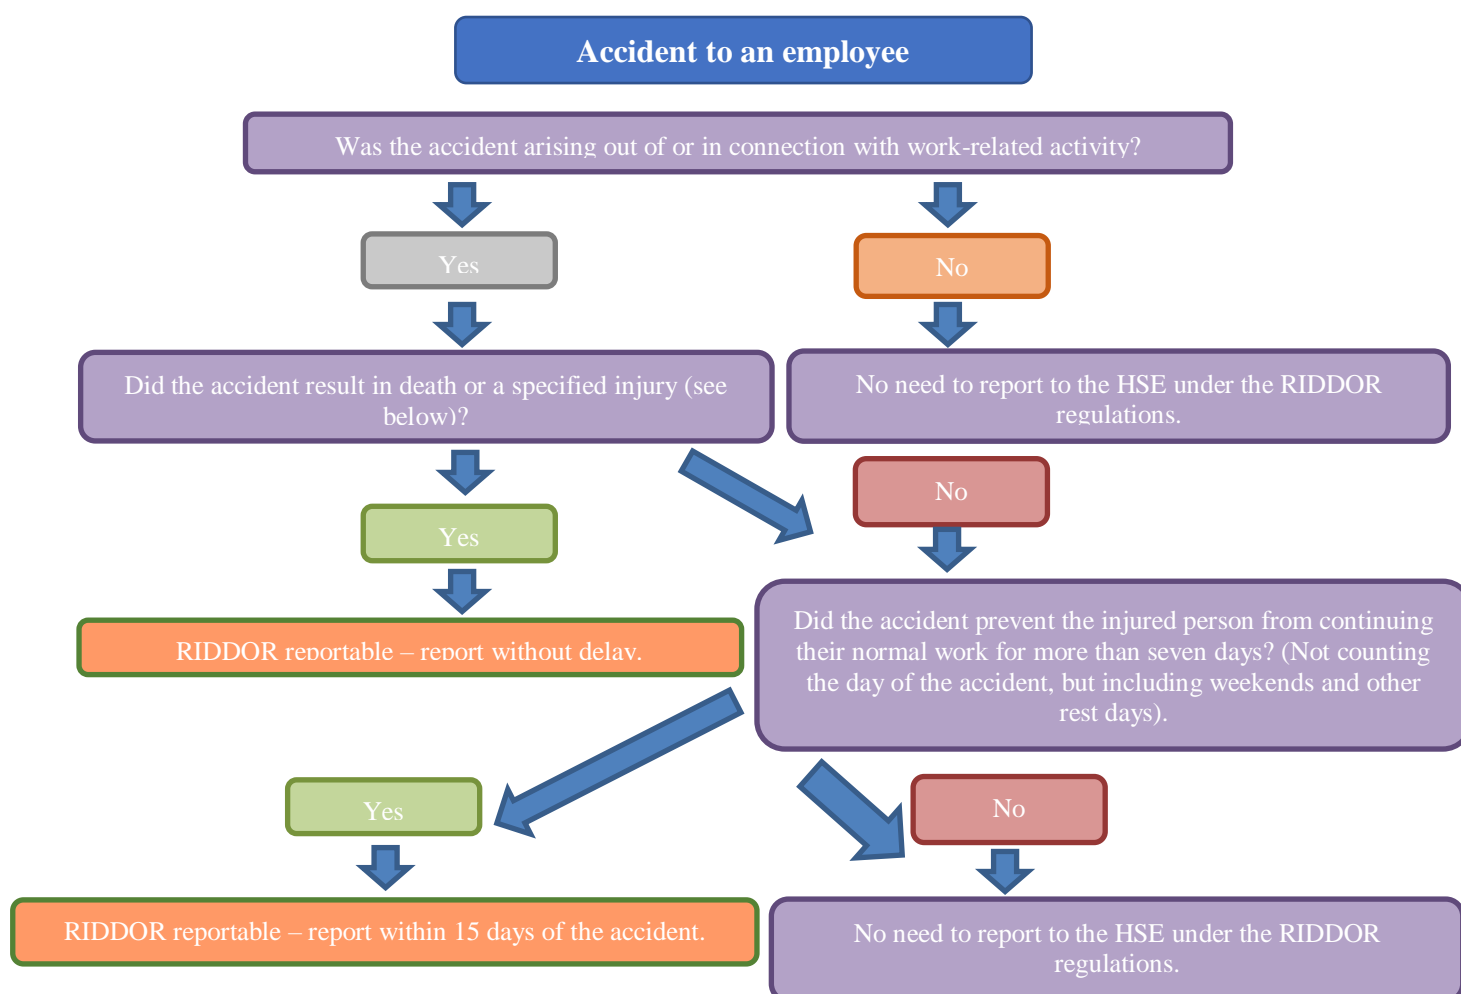 Accident to an employee
Was the accident arising out of or in connection with work-related activity?
Yes
No
Did the accident result in death or a specified injury (see
below)?
No need to report to the HSE under the RIDDOR
regulations.
Yes
No
RIDDOR reportable – report without delay.
Did the accident prevent the injured person from continuing
their normal work for more than seven days? (Not counting
the day of the accident, but including weekends and other
rest days).
Yes
No
RIDDOR reportable – report within 15 days of the accident.
No need to report to the HSE under the RIDDOR
regulations.